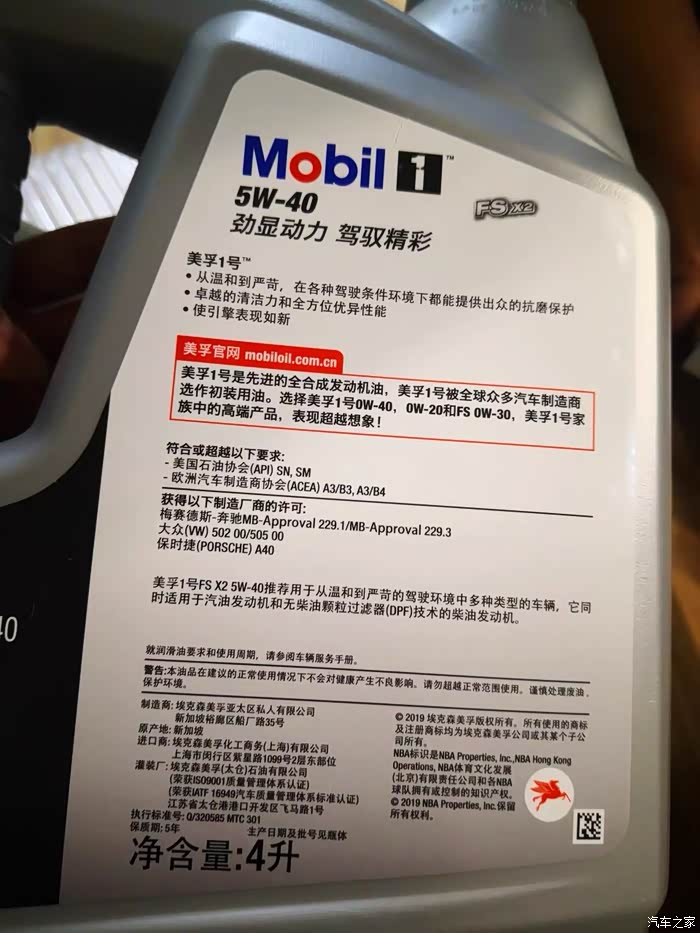 Mobil 1™
5W-40
FS X2
劲显动力 驾驭精彩
美孚1号™
• 从温和到严苛，在各种驾驶条件环境下都能提供出众的抗磨保护
• 卓越的清洁力和全方位优异性能
• 使引擎表现如新
美孚官网 mobiloil.com.cn
美孚1号是先进的全合成发动机油，美孚1号被全球众多汽车制造商
选作初装用油。选择美孚1号0W-40，0W-20和FS 0W-30，美孚1号家
族中的高端产品，表现超越想象！
符合或超越以下要求：
- 美国石油协会(API) SN, SM
- 欧洲汽车制造商协会(ACEA) A3/B3, A3/B4
获得以下制造厂商的许可：
梅赛德斯-奔驰MB-Approval 229.1/MB-Approval 229.3
大众(VW) 502 00/505 00
保时捷(PORSCHE) A40
美孚1号FS X2 5W-40推荐用于从温和到严苛的驾驶环境中多种类型的车辆，它同
时适用于汽油发动机和无柴油颗粒过滤器(DPF)技术的柴油发动机。
40
就润滑油要求和使用周期，请参阅车辆服务手册。
警告:本油品在建议的正常使用情况下不会对健康产生不良影响。请勿超越正常范围使用。谨慎处理废油，
保护环境。
制造商: 埃克森美孚亚太区私人有限公司
新加坡裕廊区船厂路35号
原产地: 新加坡
进口商: 埃克森美孚化工商务(上海)有限公司
上海市闵行区紫星路1099号2层东部位
灌装厂: 埃克森美孚(太仓)石油有限公司
(荣获ISO9001质量管理体系认证)
(荣获IATF 16949汽车质量管理体系标准认证)
江苏省太仓港港口开发区飞马路1号
执行标准号: Q/320585 MTC 301
保质期: 5年 生产日期及批号见瓶体
净含量:4升
© 2019 埃克森美孚版权所有。所有使用的商标
及注册商标均为埃克森美孚公司或其某个子公
司所有。
NBA标识是NBA Properties, Inc.,NBA Hong Kong
Operations, NBA体育文化发展
(北京)有限责任公司和各NBA
球队拥有或控制的知识产权。
© 2019 NBA Properties, Inc.保留
所有权利。
汽车之家